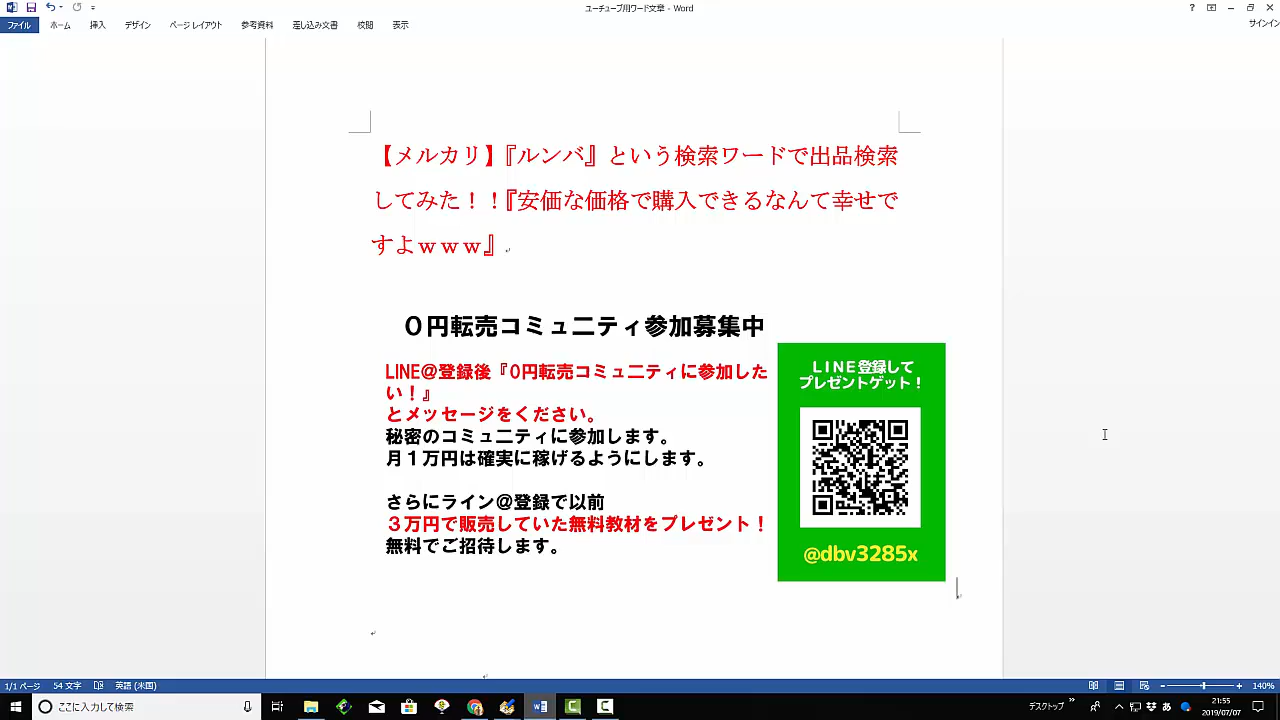 ユーチューブ用ワード文章 - Word
サインイン
ファイル ホーム 挿入 デザイン ページ レイアウト 参考資料 差し込み文書 校閲 表示
【メルカリ】『ルンバ』という検索ワードで出品検索
してみた！！『安価な価格で購入できるなんて幸せで
すよｗｗｗ』
０円転売コミュニティ参加募集中
LINE@登録後『0円転売コミュニティに参加した
い！』
とメッセージをください。
秘密のコミュニティに参加します。
月１万円は確実に稼げるようにします。
さらにライン@登録で以前
３万円で販売していた無料教材をプレゼント！
無料でご招待します。
ＬＩＮＥ登録して
プレゼントゲット！
@dbv3285x
1/1 ページ 54 文字 英語 (米国) 140%
ここに入力して検索
デスクトップ
あ
21:55
2019/07/07